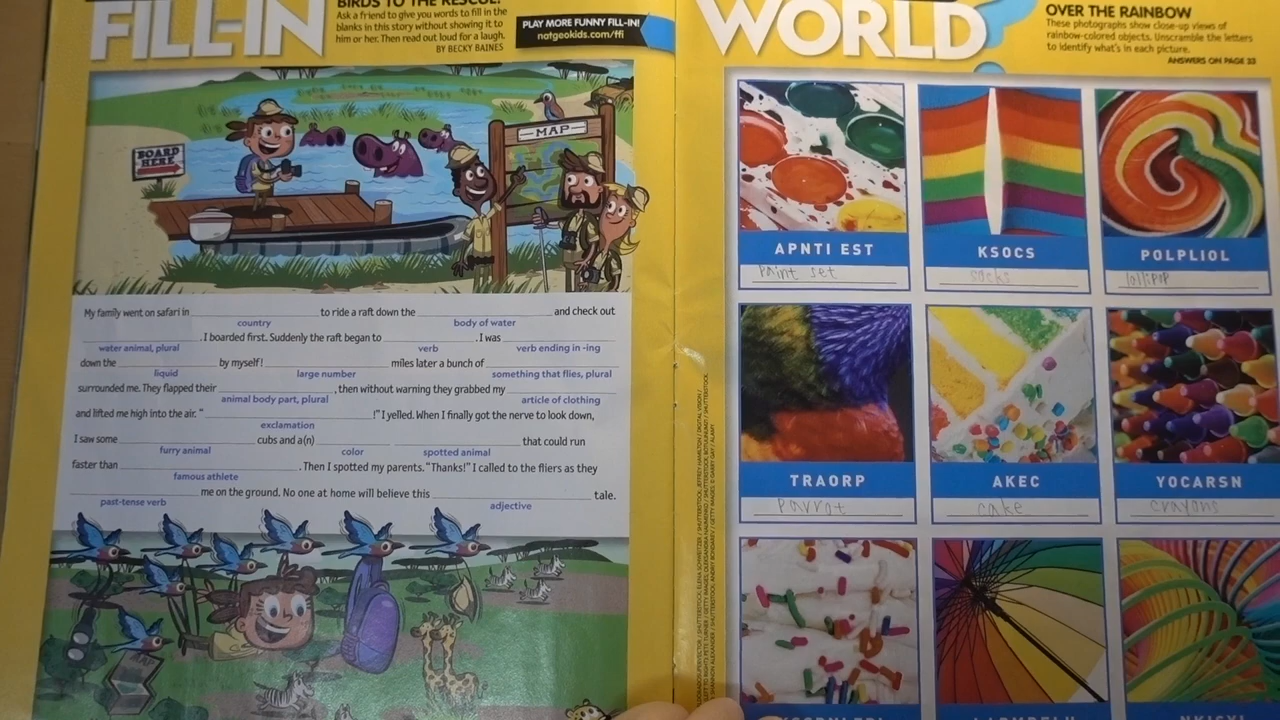 FILL-IN
BIRDS TO THE RESCUE!
Ask a friend to give you words to fill in the
blanks in this story without showing it to
him or her. Then read out loud for a laugh.
BY BECKY BAINES
PLAY MORE FUNNY FILL-IN!
natgeokids.com/ffi
BOARD
HERE
MAP
My family went on safari in to ride a raft down the and check out
country body of water
. I boarded first. Suddenly the raft began to . I was
water animal, plural verb verb ending in -ing
down the by myself! miles later a bunch of
liquid large number something that flies, plural
surrounded me. They flapped their , then without warning they grabbed my
animal body part, plural article of clothing
and lifted me high into the air. “ !” I yelled. When I finally got the nerve to look down,
exclamation
I saw some cubs and a(n) that could run
furry animal color spotted animal
faster than . Then I spotted my parents. “Thanks!” I called to the fliers as they
famous athlete
me on the ground. No one at home will believe this tale.
past-tense verb adjective
WORLD?
OVER THE RAINBOW
These photographs show close-up views of
rainbow-colored objects. Unscramble the letters
to identify what's in each picture.
ANSWERS ON PAGE 33
APNTI EST
paint set
KSOCS
socks
POLPLIOL
lollipop
TRAORP
Parrot
AKEC
cake
YOCARSN
crayons